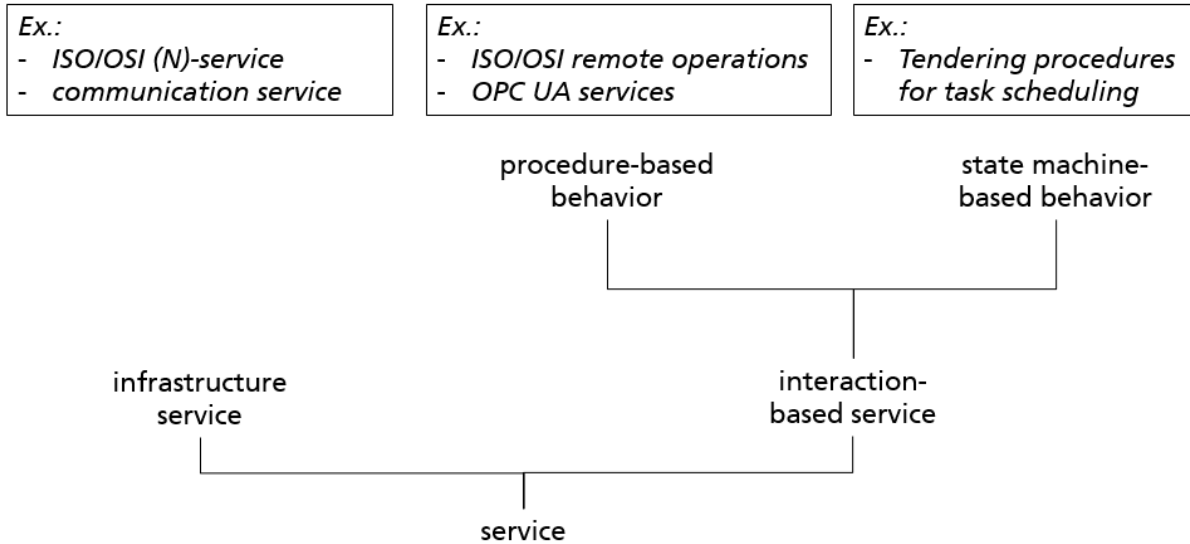 Ex.:
- ISO/OSI (N)-service
- communication service
Ex.:
- ISO/OSI remote operations
- OPC UA services
Ex.:
- Tendering procedures
for task scheduling
procedure-based
behavior
state machine-
based behavior
infrastructure
service
interaction-
based service
service